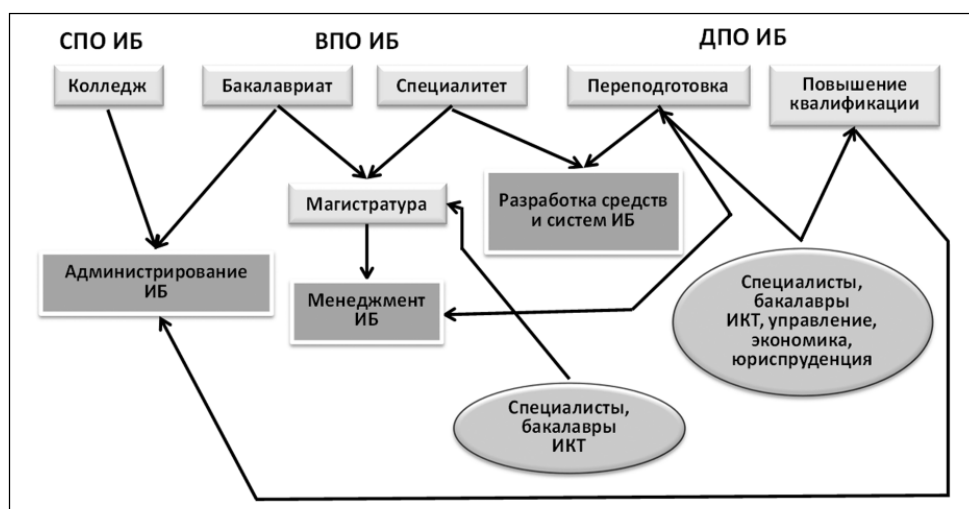 СПО ИБ
ВПО ИБ
ДПО ИБ
Колледж
Бакалавриат
Специалитет
Переподготовка
Повышение
квалификации
Магистратура
Разработка средств
и систем ИБ
Администрирование
ИБ
Менеджмент
ИБ
Специалисты,
бакалавры
ИКТ, управление,
экономика,
юриспруденция
Специалисты,
бакалавры
ИКТ